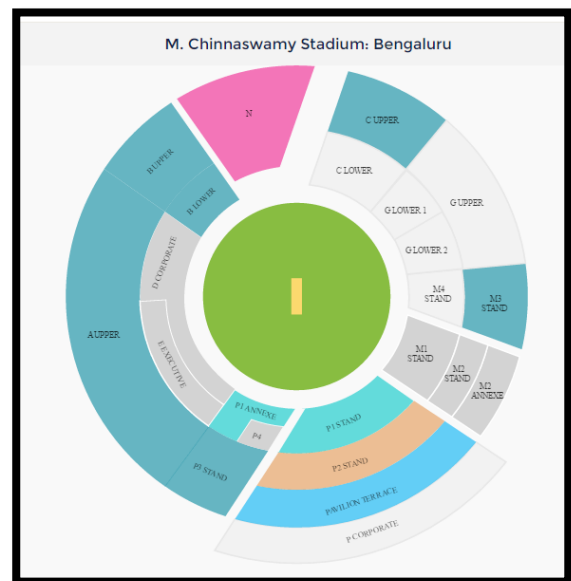 M. Chinnaswamy Stadium: Bengaluru
N
C UPPER
B UPPER
C LOWER
B LOWER
G LOWER 1
G UPPER
G LOWER 2
D CORPORATE
M4
STAND
M3
STAND
A UPPER
E EXECUTIVE
M1
STAND
M2
STAND
M2
ANNEXE
P1 ANNEXE
P1 STAND
P4
P2 STAND
P3 STAND
PAVILION TERRACE
P CORPORATE